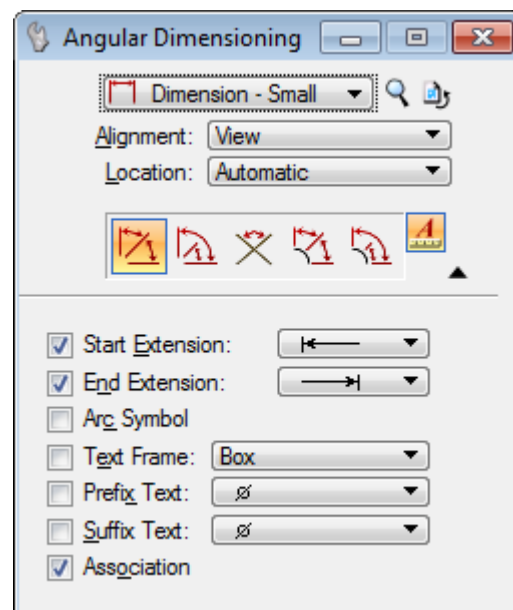 Angular Dimensioning
Dimension - Small
Alignment: View
Location: Automatic
A
Start Extension:
End Extension:
Arc Symbol
Text Frame: Box
Prefix Text: ø
Suffix Text: ø
Association